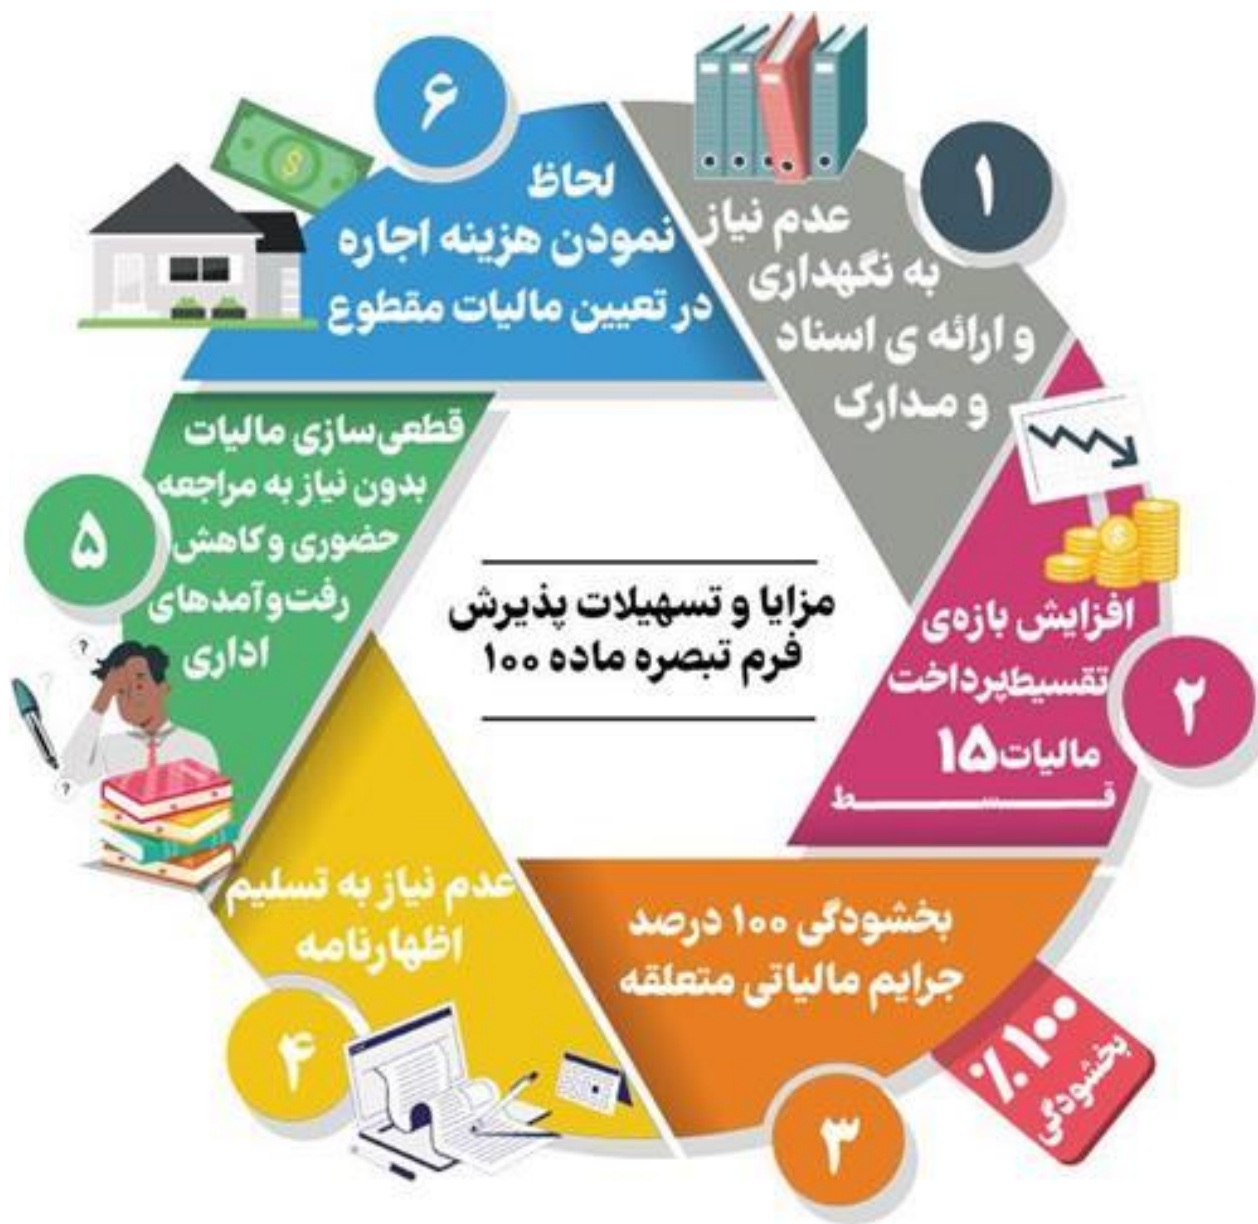 مزایا و تسهیلات پذیرش
فرم تبصره ماده ۱۰۰
۱
عدم نیاز
به نگهداری
و ارائه ی اسناد
و مدارک
۲
افزایش بازه‌ی
تقسیط پرداخت
مالیات ۱۵
قسط
۳
بخشودگی ۱۰۰ درصد
جرایم مالیاتی متعلقه
٪۱۰۰
بخشودگی
۴
عدم نیاز به تسلیم
اظهارنامه
۵
قطعی‌سازی مالیات
بدون نیاز به مراجعه
حضوری و کاهش
رفت‌وآمدهای
اداری
?
?
?
۶
لحاظ
نمودن هزینه اجاره
در تعیین مالیات مقطوع
$
$